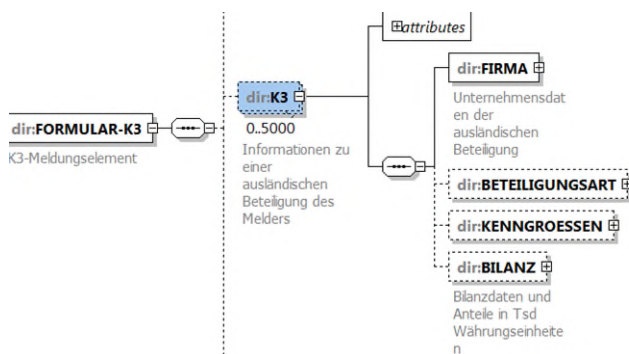 attributes
dir:K3
0..5000
Informationen zu
einer
ausländischen
Beteiligung des
Melders
dir:FORMULAR-K3
K3-Meldungselement
dir:FIRMA
Unternehmensdat
en der
ausländischen
Beteiligung
dir:BETEILIGUNGSART
dir:KENNGROESSEN
dir:BILANZ
Bilanzdaten und
Anteile in Tsd
Währungseinheite
n